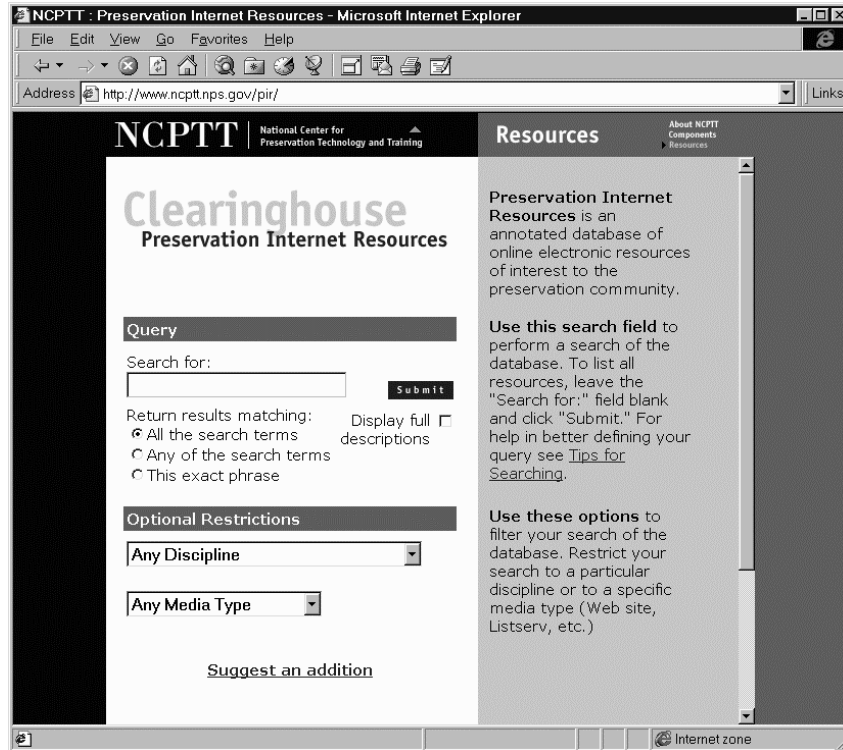 NCPTT : Preservation Internet Resources - Microsoft Internet Explorer
File Edit View Go Favorites Help
Address http://www.ncptt.nps.gov/pir/ Links
NCPTT National Center for
Preservation Technology and Training
Resources
About NCPTT
Components
Resources
Clearinghouse
Preservation Internet Resources
Query
Search for:
Submit
Return results matching:
All the search terms
Any of the search terms
This exact phrase
Display full
descriptions
Optional Restrictions
Any Discipline
Any Media Type
Suggest an addition
Preservation Internet
Resources is an
annotated database of
online electronic resources
of interest to the
preservation community.
Use this search field to
perform a search of the
database. To list all
resources, leave the
"Search for:" field blank
and click "Submit." For
help in better defining your
query see Tips for
Searching.
Use these options to
filter your search of the
database. Restrict your
search to a particular
discipline or to a specific
media type (Web site,
Listserv, etc.)
Internet zone